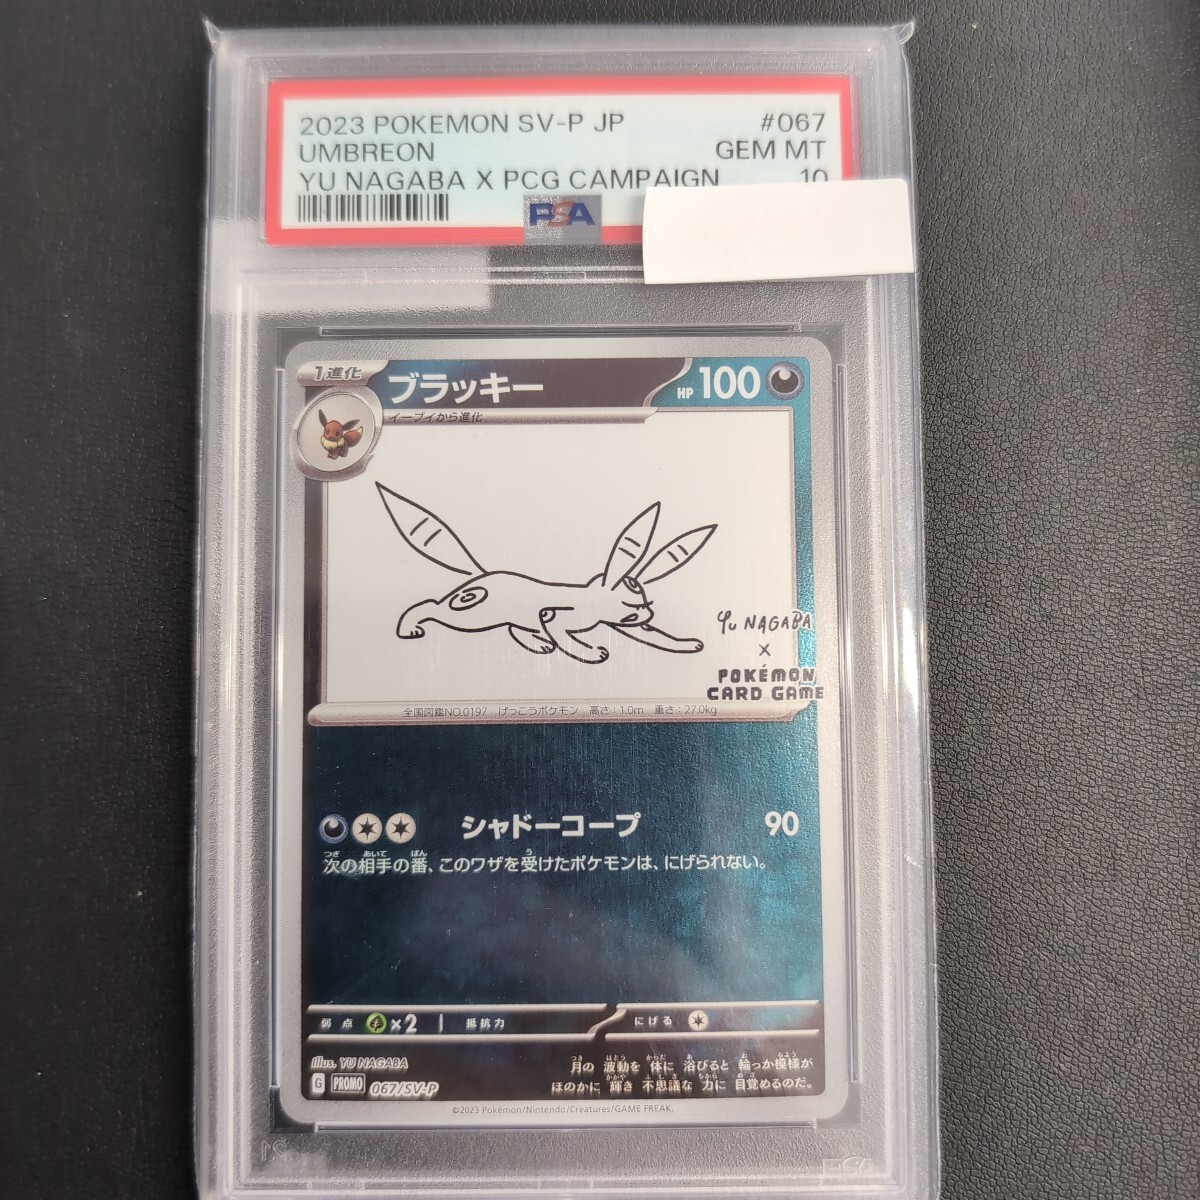 2023 POKEMON SV-P JP #067
UMBREON GEM MT
YU NAGABA X PCG CAMPAIGN 10
PSA
1進化
ブラッキー
HP 100
イーブイから進化
Yu NAGABA
X
POKÉMON
CARD GAME
全国図鑑NO.0197 げっこうポケモン 高さ:1.0m 重さ:27.0kg
シャドーコープ 90
次の相手の番、このワザを受けたポケモンは、にげられない。
弱点 ×2 抵抗力 にげる
illus. YU NAGABA
G PROMO 067/SV-P
月の 波動を 体に 浴びると 輪っか模様が
ほのかに 輝き 不思議な 力に 目覚めるのだ。
©2023 Pokémon/Nintendo/Creatures/GAME FREAK.